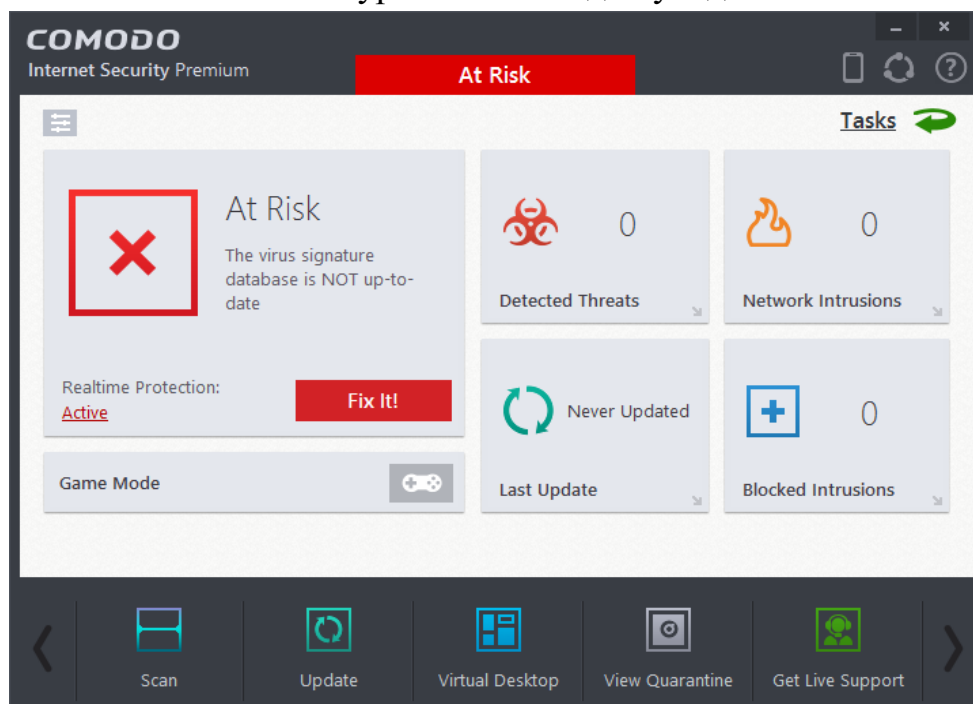 COMODO
Internet Security Premium
At Risk
Tasks
At Risk
The virus signature
database is NOT up-to-
date
Realtime Protection:
Active
Fix It!
0
Detected Threats
0
Network Intrusions
Never Updated
Last Update
0
Blocked Intrusions
Game Mode
Scan
Update
Virtual Desktop
View Quarantine
Get Live Support